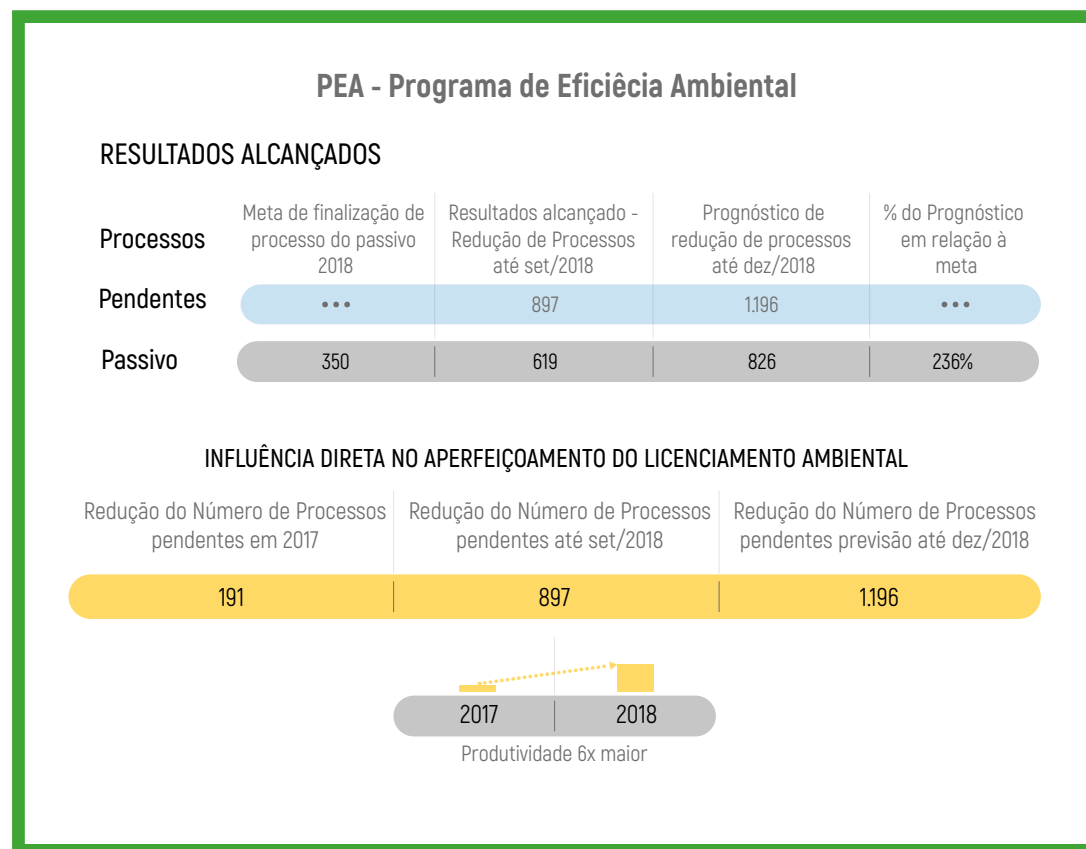 PEA - Programa de Eficiêcia Ambiental
RESULTADOS ALCANÇADOS
Processos
Meta de finalização de
processo do passivo
2018
Resultados alcançado -
Redução de Processos
até set/2018
Prognóstico de
redução de processos
até dez/2018
% do Prognóstico
em relação à
meta
Pendentes ••• 897 1.196 •••
Passivo 350 619 826 236%
INFLUÊNCIA DIRETA NO APERFEIÇOAMENTO DO LICENCIAMENTO AMBIENTAL
Redução do Número de Processos
pendentes em 2017
Redução do Número de Processos
pendentes até set/2018
Redução do Número de Processos
pendentes previsão até dez/2018
191 897 1.196
2017 2018
Produtividade 6x maior